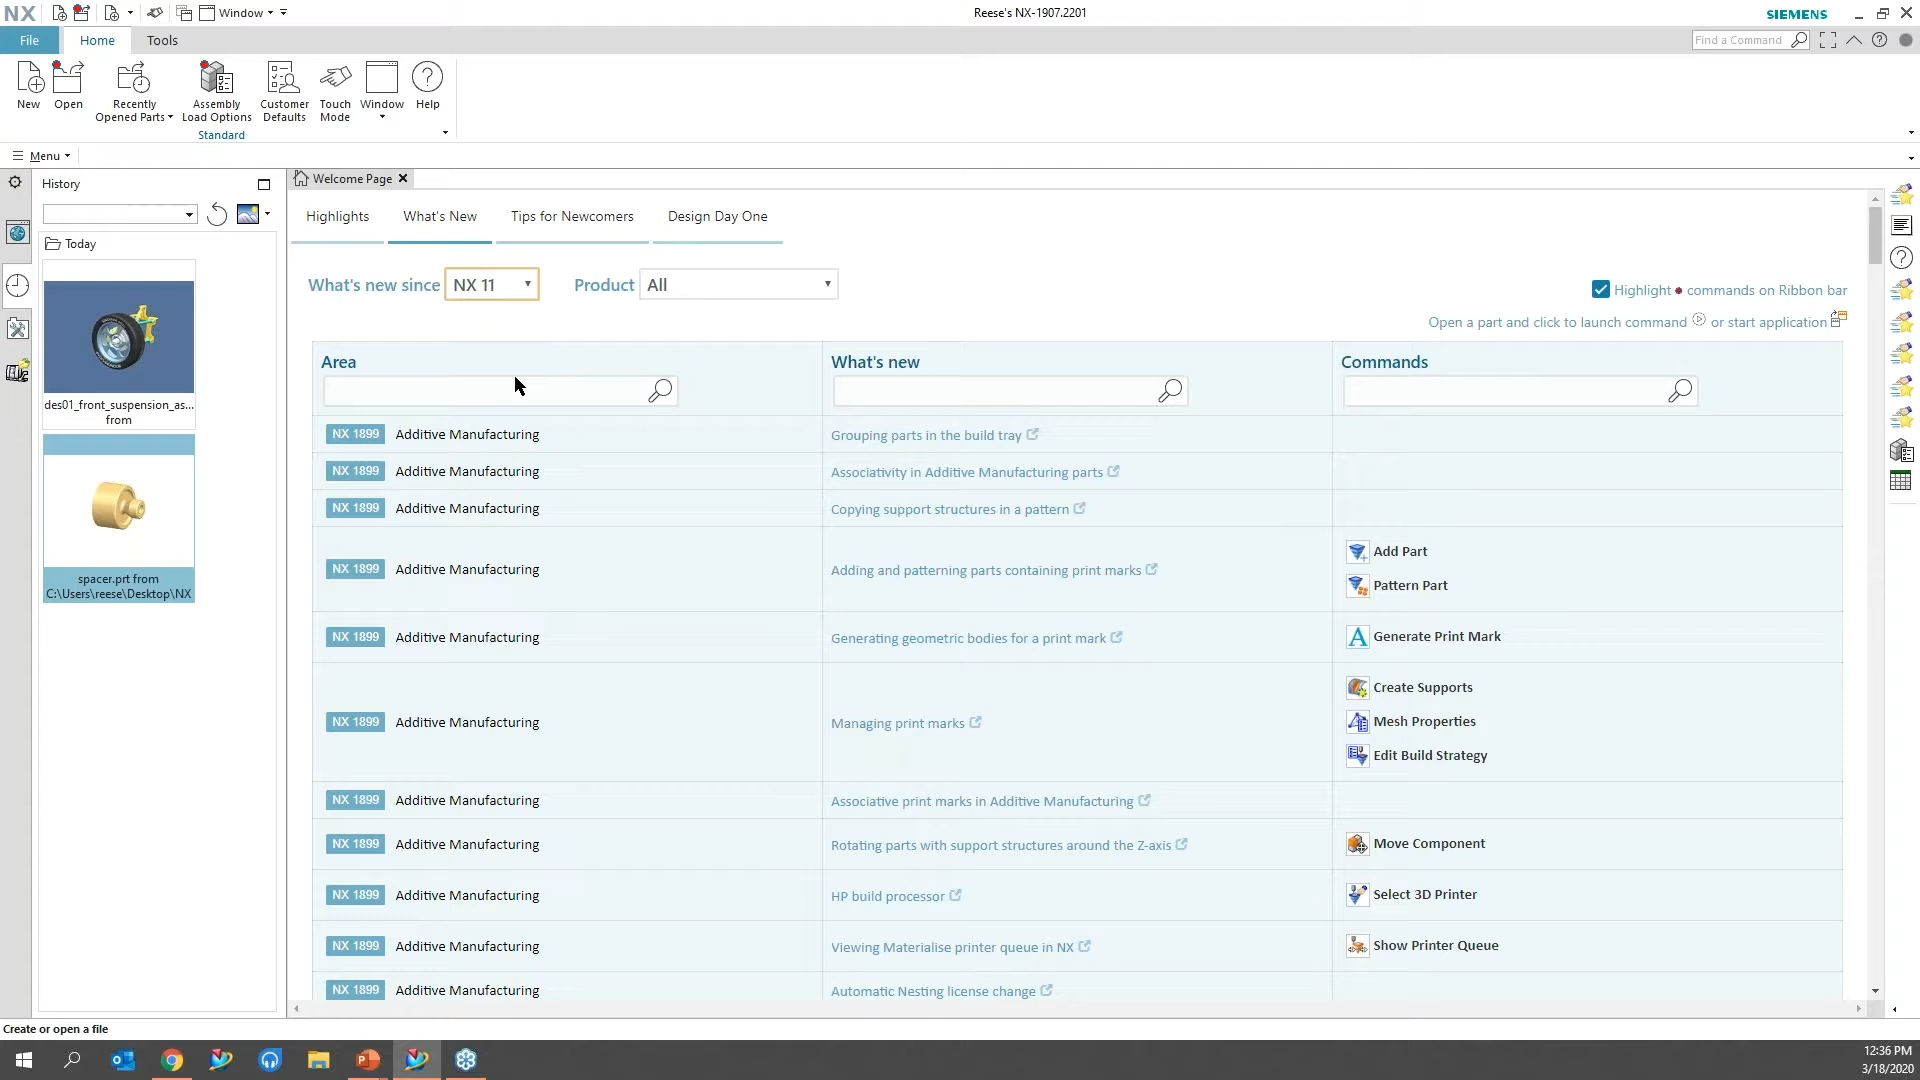 NX
Window
Reese's NX-1907.2201
SIEMENS
File
Home
Tools
Find a Command
New
Open
Recently
Opened Parts
Assembly
Load Options
Customer
Defaults
Touch
Mode
Window
Help
Standard
Menu
History
Today
des01_front_suspension_as...
from
spacer.prt from
C:\Users\reese\Desktop\NX
Welcome Page
Highlights
What's New
Tips for Newcomers
Design Day One
What's new since NX 11
Product All
Highlight • commands on Ribbon bar
Open a part and click to launch command or start application
Area
What's new
Commands
NX 1899 Additive Manufacturing
Grouping parts in the build tray
NX 1899 Additive Manufacturing
Associativity in Additive Manufacturing parts
NX 1899 Additive Manufacturing
Copying support structures in a pattern
NX 1899 Additive Manufacturing
Adding and patterning parts containing print marks
Add Part
Pattern Part
NX 1899 Additive Manufacturing
Generating geometric bodies for a print mark
Generate Print Mark
NX 1899 Additive Manufacturing
Managing print marks
Create Supports
Mesh Properties
Edit Build Strategy
NX 1899 Additive Manufacturing
Associative print marks in Additive Manufacturing
NX 1899 Additive Manufacturing
Rotating parts with support structures around the Z-axis
Move Component
NX 1899 Additive Manufacturing
HP build processor
Select 3D Printer
NX 1899 Additive Manufacturing
Viewing Materialise printer queue in NX
Show Printer Queue
NX 1899 Additive Manufacturing
Automatic Nesting license change
Create or open a file
12:36 PM
3/18/2020